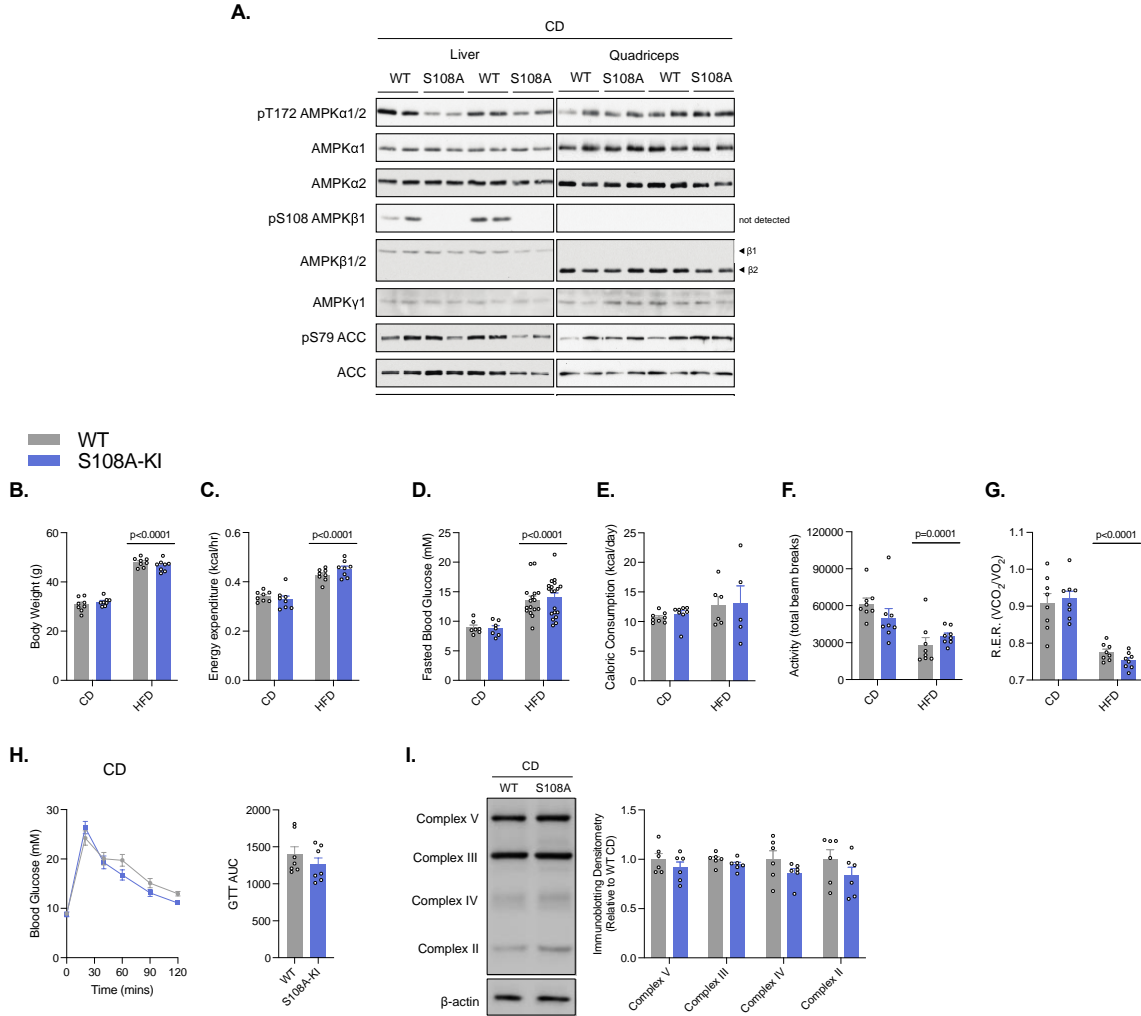 A.
CD
Liver Quadriceps
WT S108A WT S108A WT S108A WT S108A
pT172 AMPKα1/2
AMPKα1
AMPKα2
pS108 AMPKβ1 not detected
AMPKβ1/2 ◄ β1
◄ β2
AMPKγ1
pS79 ACC
ACC
WT
S108A-KI
B.
Body Weight (g)
60
40
20
0
p<0.0001
CD HFD
C.
Energy expenditure (kcal/hr)
0.6
0.4
0.2
0.0
p<0.0001
CD HFD
D.
Fasted Blood Glucose (mM)
25
20
15
10
5
0
p<0.0001
CD HFD
E.
Caloric Consumption (kcal/day)
25
20
15
10
5
0
CD HFD
F.
Activity (total beam breaks)
120000
90000
60000
30000
0
p=0.0001
CD HFD
G.
R.E.R. (VCO2/VO2)
1.1
1.0
0.9
0.8
0.7
p<0.0001
CD HFD
H.
CD
Blood Glucose (mM)
30
20
10
0
0 30 60 90 120
Time (mins)
GTT AUC
2000
1500
1000
500
0
WT S108A-KI
I.
CD
WT S108A
Complex V
Complex III
Complex IV
Complex II
β-actin
Immunoblotting Densitometry
(Relative to WT CD)
1.5
1.0
0.5
0.0
Complex V Complex III Complex IV Complex II